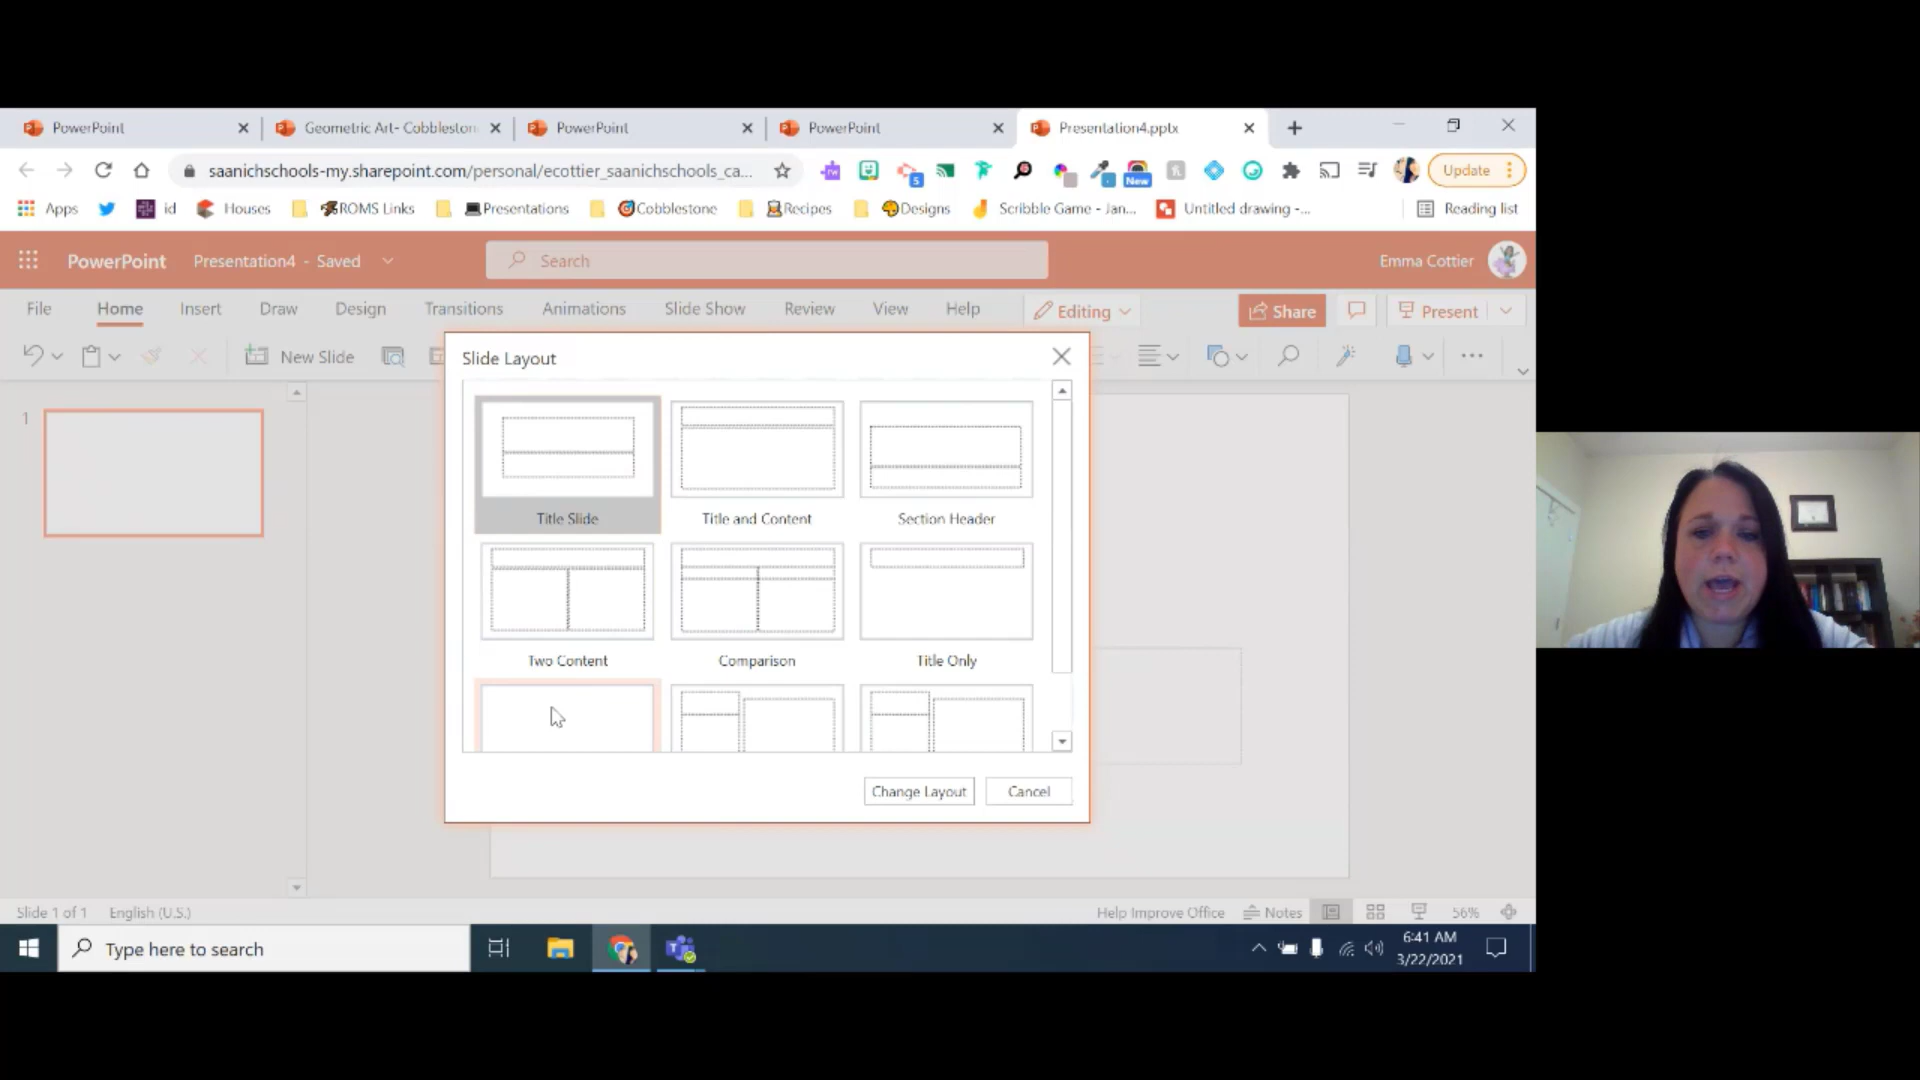 PowerPoint
Geometric Art- Cobbleston
PowerPoint
PowerPoint
Presentation4.pptx
saanichschools-my.sharepoint.com/personal/ecottier_saanichschools_ca...
5
New
Update
Apps
id
Houses
ROMS Links
Presentations
Cobblestone
Recipes
Designs
Scribble Game - Jan...
Untitled drawing -...
Reading list
PowerPoint
Presentation4 - Saved
Search
Emma Cottier
File
Home
Insert
Draw
Design
Transitions
Animations
Slide Show
Review
View
Help
Editing
Share
Present
New Slide
Slide Layout
1
Title Slide
Title and Content
Section Header
Two Content
Comparison
Title Only
Change Layout
Cancel
Slide 1 of 1
English (U.S.)
Help Improve Office
Notes
56%
Type here to search
6:41 AM
3/22/2021